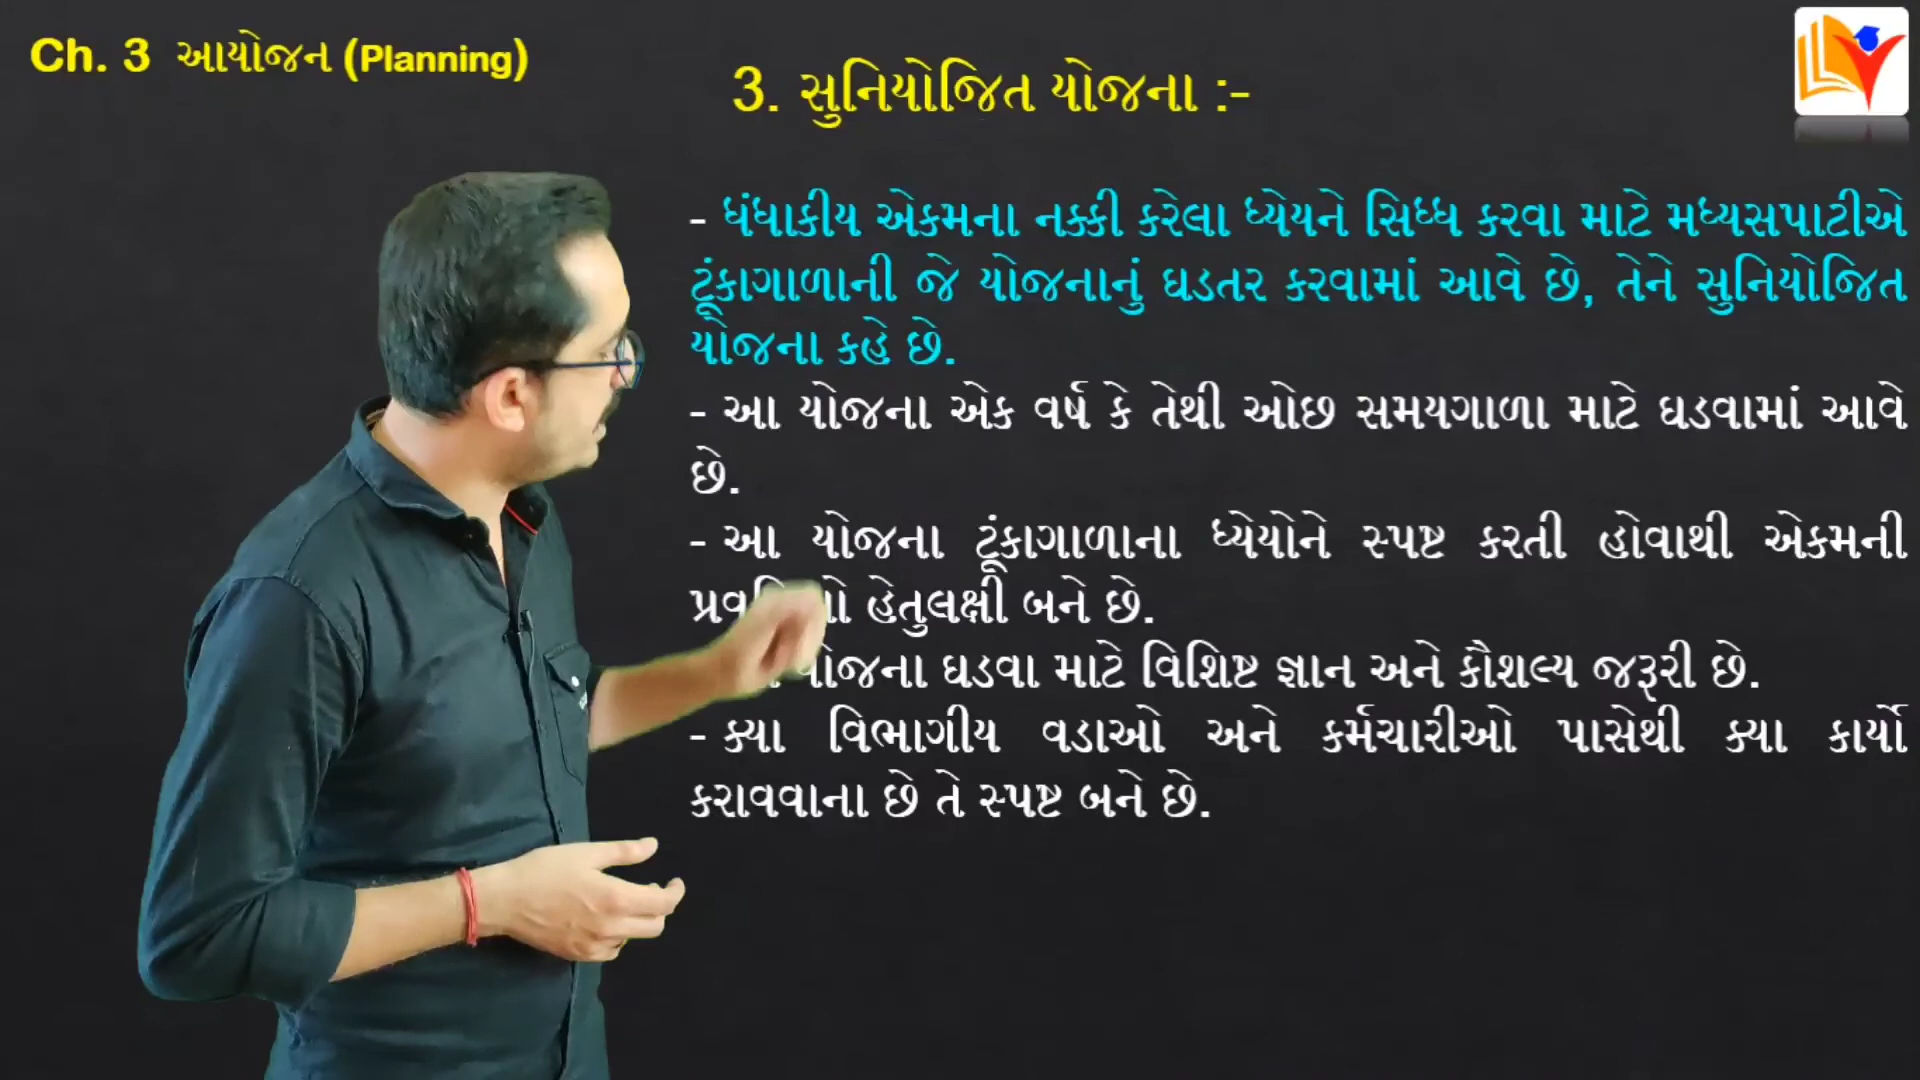 Ch. 3 આયોજન (Planning)
3. સુનિયોજિત યોજના :-
- ધંધાકીય એકમના નક્કી કરેલા ધ્યેયને સિધ્ધ કરવા માટે મધ્યસપાટીએ
ટૂંકાગાળાની જે યોજનાનું ઘડતર કરવામાં આવે છે, તેને સુનિયોજિત
યોજના કહે છે.
- આ યોજના એક વર્ષ કે તેથી ઓછ સમયગાળા માટે ઘડવામાં આવે
છે.
- આ યોજના ટૂંકાગાળાના ધ્યેયોને સ્પષ્ટ કરતી હોવાથી એકમની
હેતુલક્ષી બને છે.
યોજના ઘડવા માટે વિશિષ્ટ જ્ઞાન અને કૌશલ્ય જરૂરી છે.
- ક્યા વિભાગીય વડાઓ અને કર્મચારીઓ પાસેથી ક્યા કાર્યો
કરાવવાના છે તે સ્પષ્ટ બને છે.